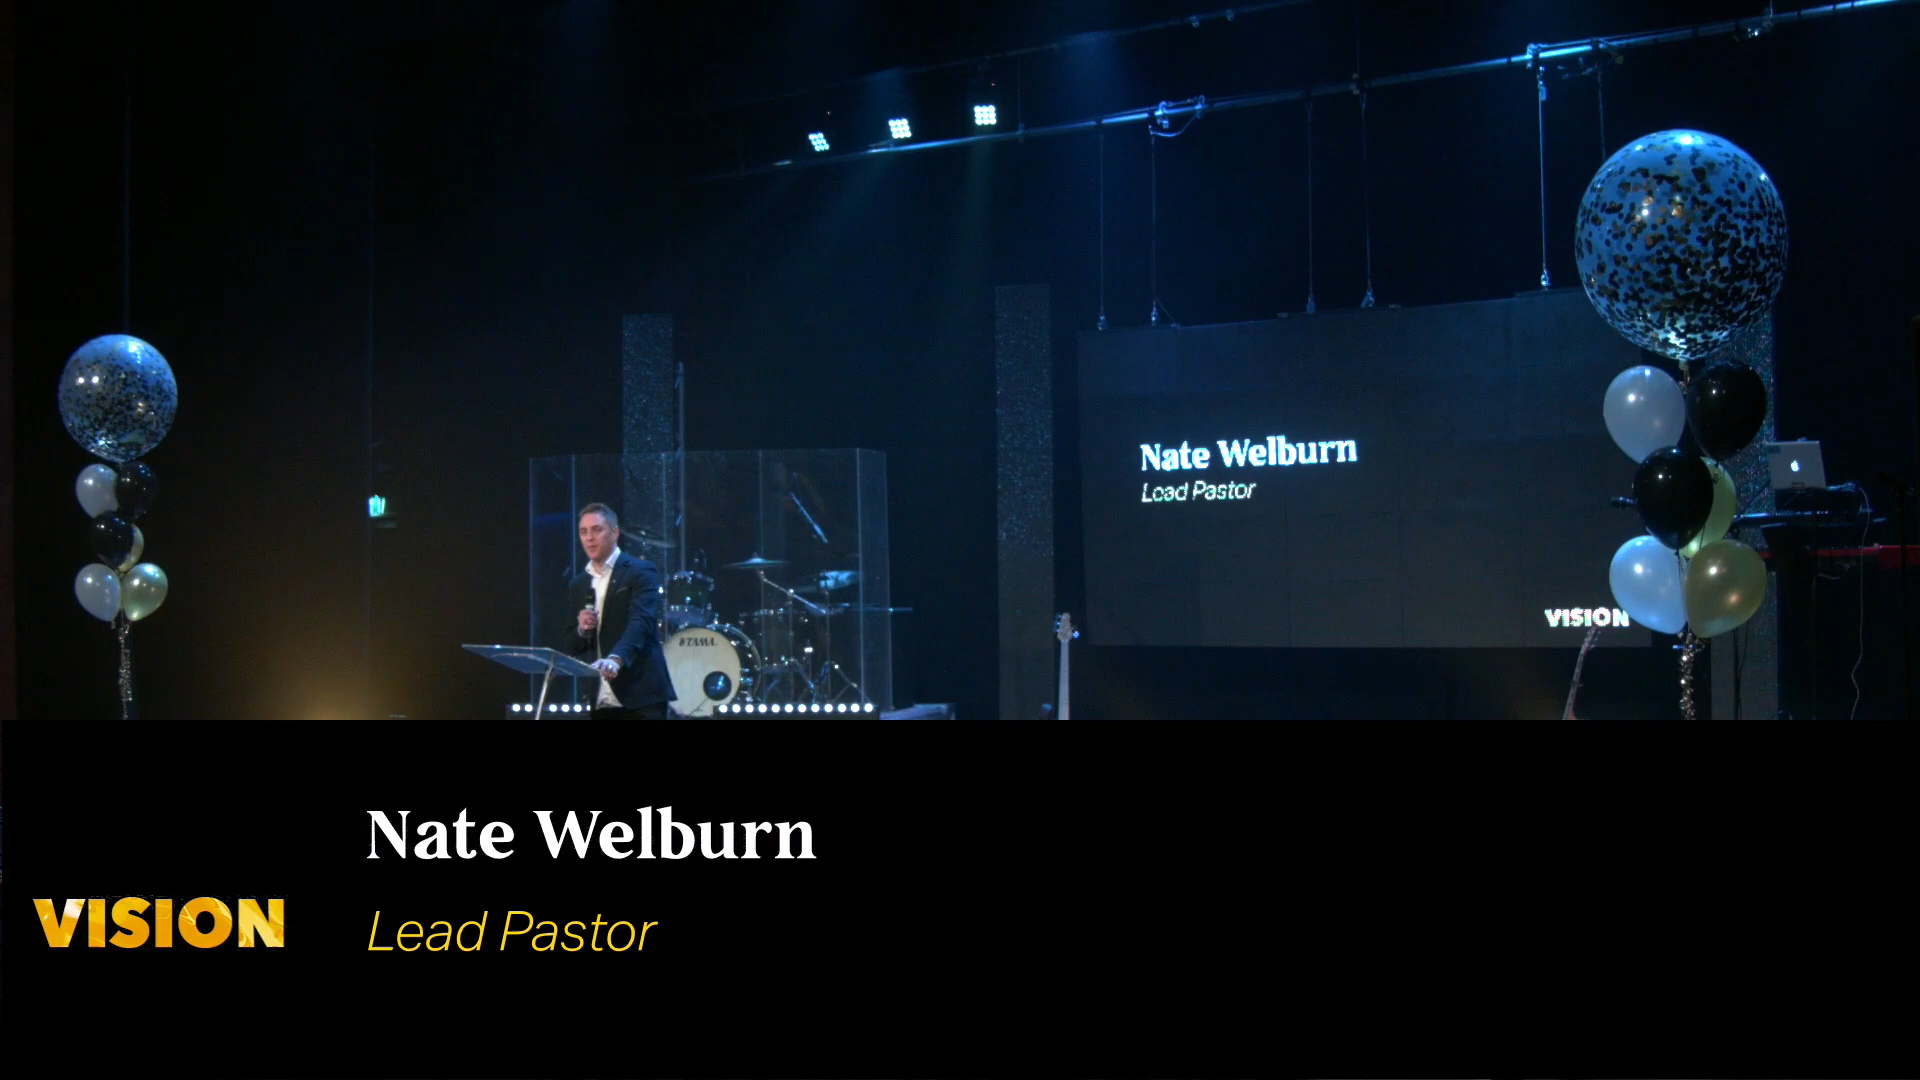 Nate Welburn
Lead Pastor
VISION
TAMA
Nate Welburn
Lead Pastor
VISION